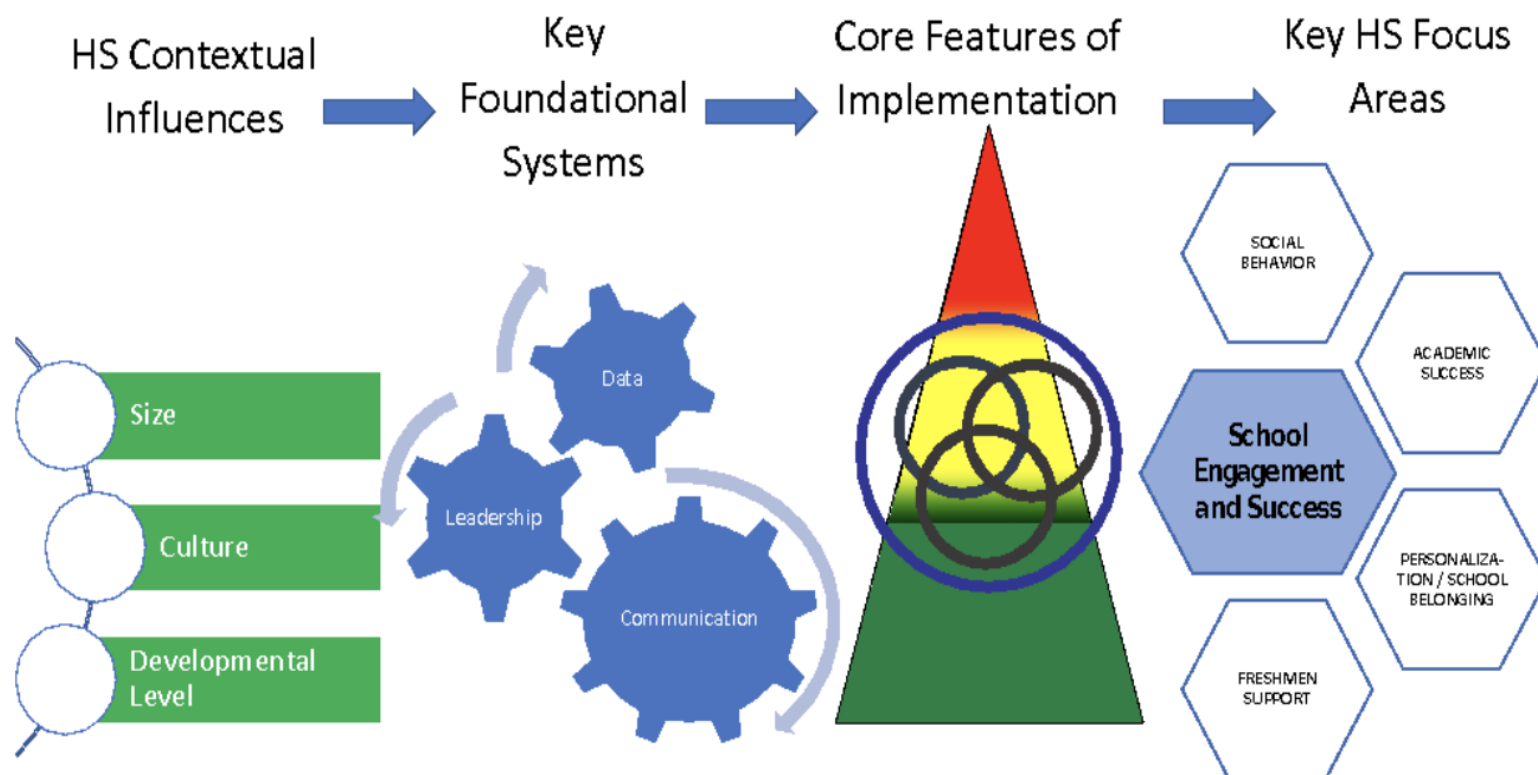 HS Contextual
Influences
Key
Foundational
Systems
Core Features of
Implementation
Key HS Focus
Areas
Size
Culture
Developmental
Level
Data
Leadership
Communication
SOCIAL
BEHAVIOR
ACADEMIC
SUCCESS
School
Engagement
and Success
PERSONALIZA-
TION / SCHOOL
BELONGING
FRESHMEN
SUPPORT